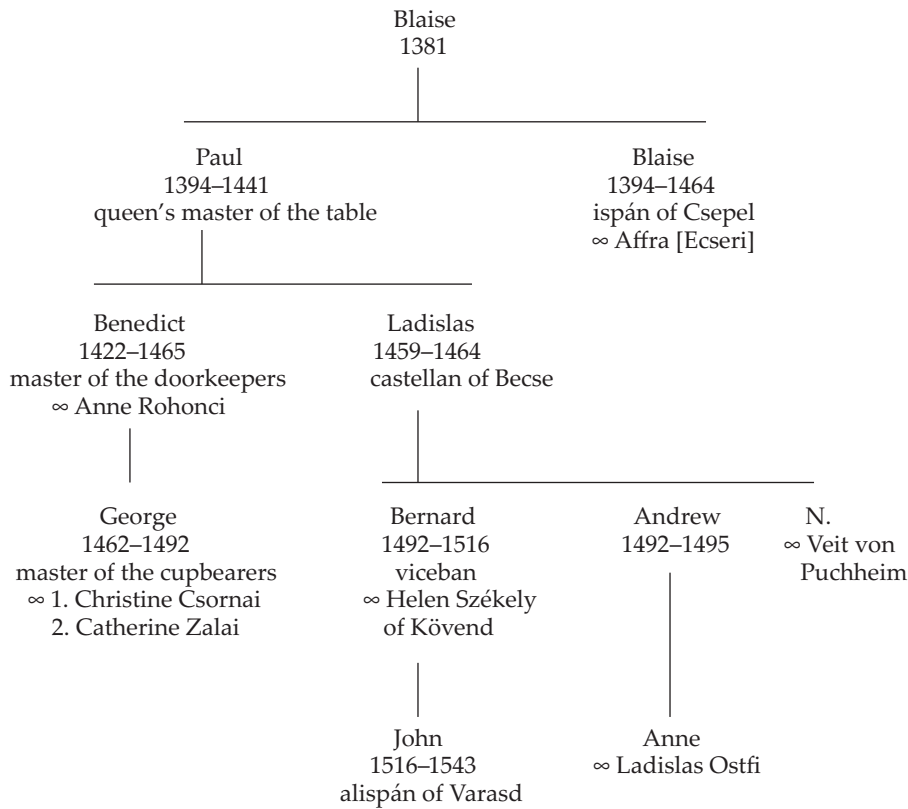 Blaise
1381
Paul
1394–1441
queen's master of the table
Blaise
1394–1464
ispán of Csepel
∞ Affra [Ecseri]
Benedict
1422–1465
master of the doorkeepers
∞ Anne Rohonci
Ladislas
1459–1464
castellan of Becse
George
1462–1492
master of the cupbearers
∞ 1. Christine Csornai
2. Catherine Zalai
Bernard
1492–1516
viceban
∞ Helen Székely
of Kövend
Andrew
1492–1495
N.
∞ Veit von
Puchheim
John
1516–1543
alispán of Varasd
Anne
∞ Ladislas Ostfi